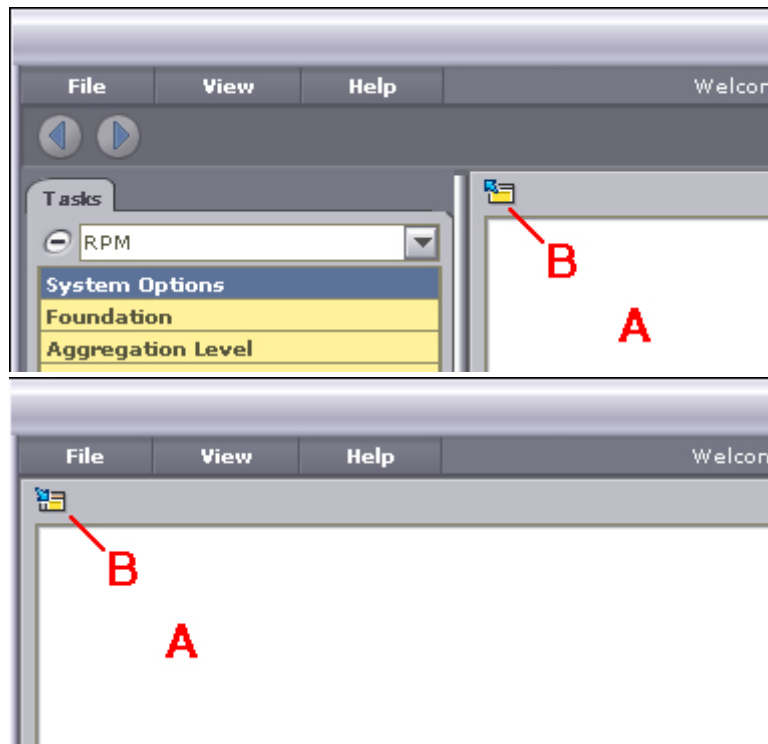 File View Help Welcom
Tasks
RPM
B
System Options
Foundation
A
Aggregation Level
File View Help Welcom
B
A